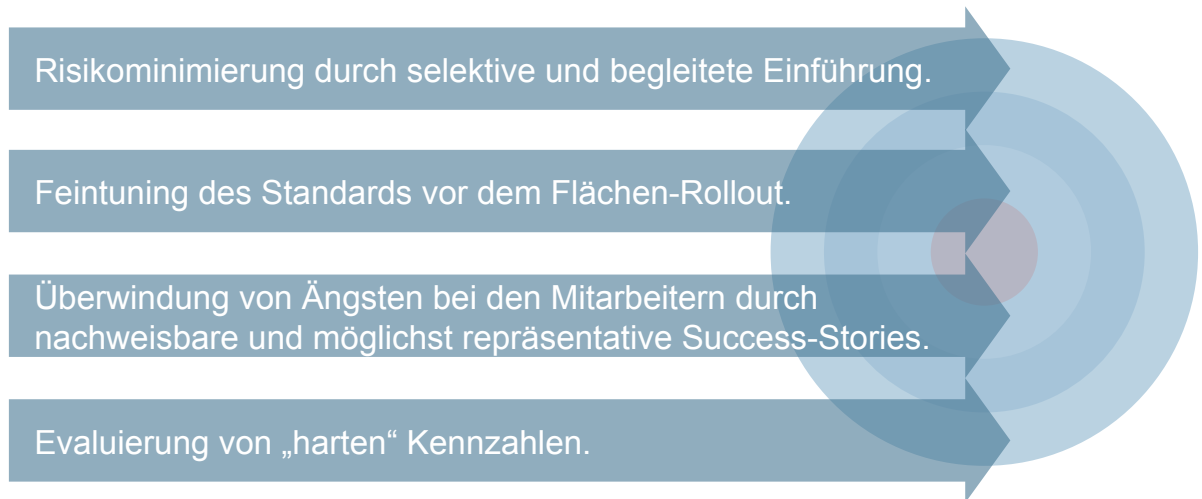 Risikominimierung durch selektive und begleitete Einführung.
Feintuning des Standards vor dem Flächen-Rollout.
Überwindung von Ängsten bei den Mitarbeitern durch
nachweisbare und möglichst repräsentative Success-Stories.
Evaluierung von „harten“ Kennzahlen.